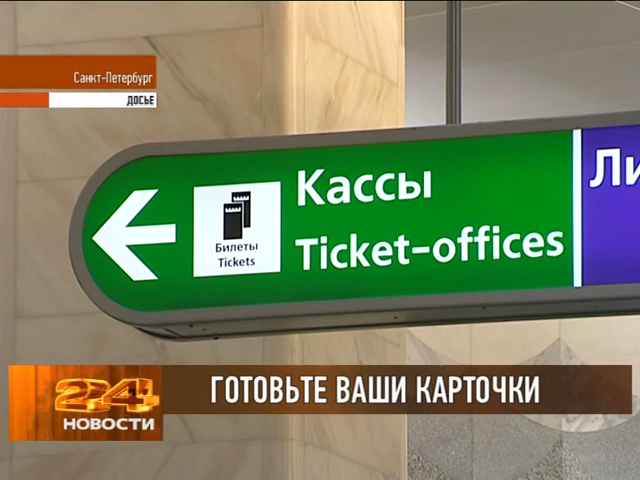 Санкт-Петербург
ДОСЬЕ
Кассы
Ли
Билеты
Tickets
Ticket-offices
24
НОВОСТИ
ГОТОВЬТЕ ВАШИ КАРТОЧКИ